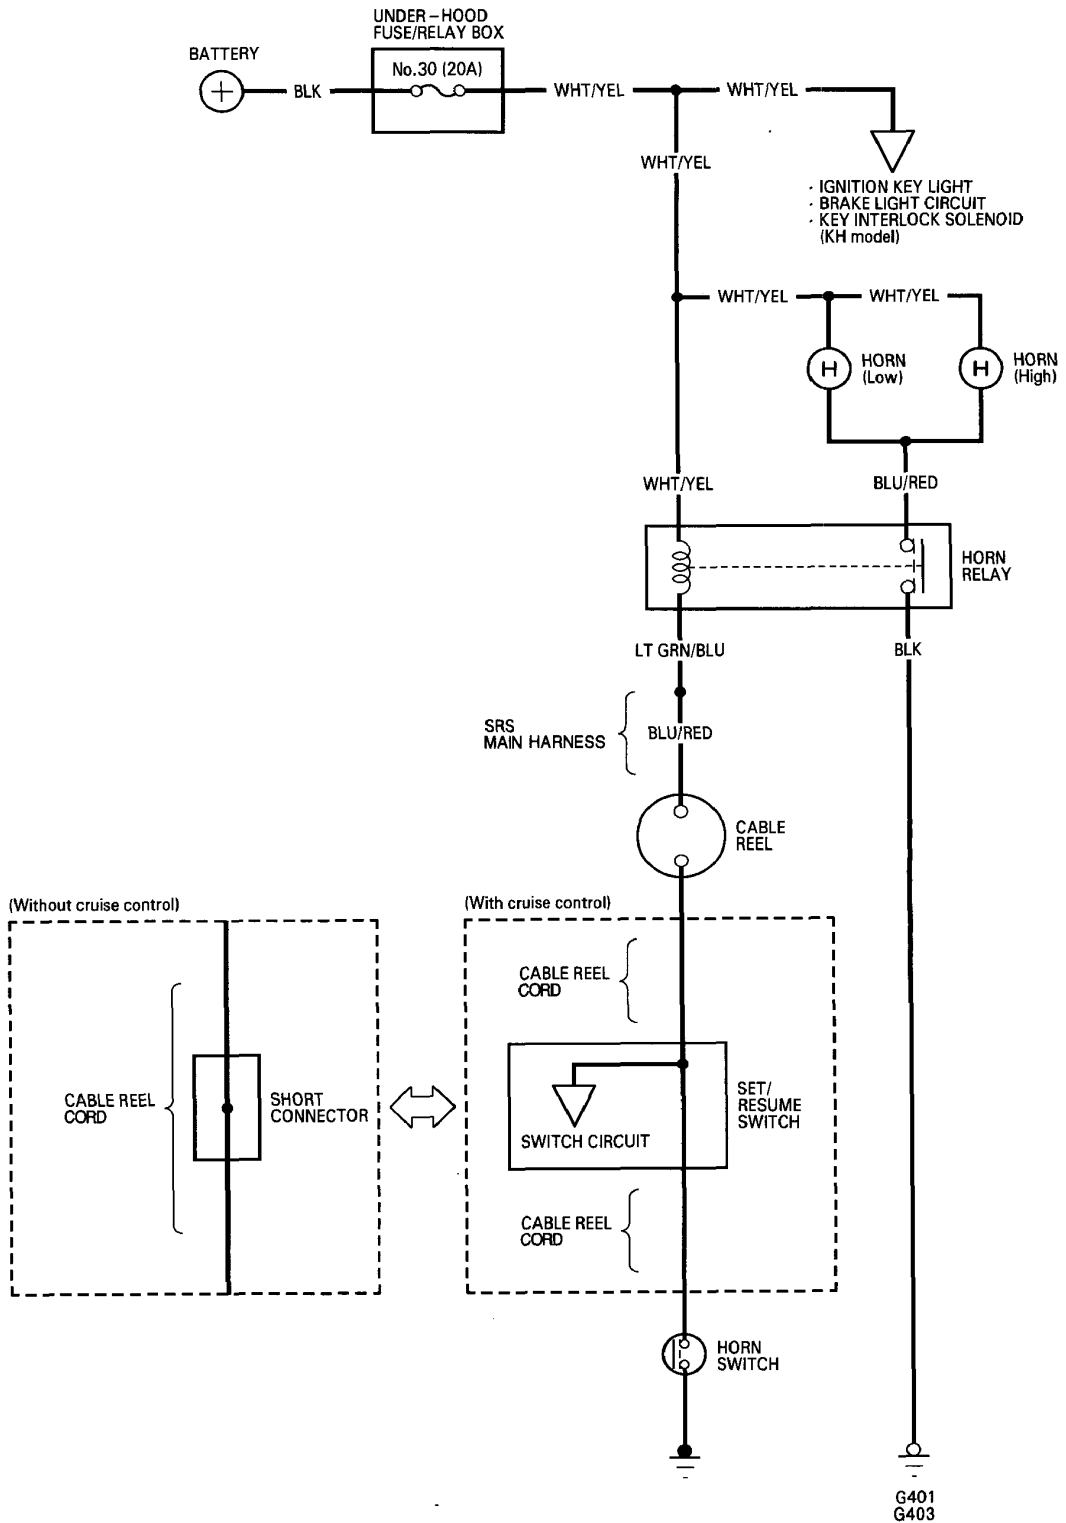 UNDER-HOOD
FUSE/RELAY BOX
BATTERY
No.30 (20A)
+
BLK
WHT/YEL
WHT/YEL
WHT/YEL
· IGNITION KEY LIGHT
· BRAKE LIGHT CIRCUIT
· KEY INTERLOCK SOLENOID
(KH model)
WHT/YEL
WHT/YEL
H
HORN
(Low)
H
HORN
(High)
WHT/YEL
BLU/RED
HORN
RELAY
LT GRN/BLU
BLK
SRS
MAIN HARNESS
BLU/RED
CABLE
REEL
(Without cruise control)
(With cruise control)
CABLE REEL
CORD
CABLE REEL
CORD
SHORT
CONNECTOR
SWITCH CIRCUIT
SET/
RESUME
SWITCH
CABLE REEL
CORD
HORN
SWITCH
G401
G403